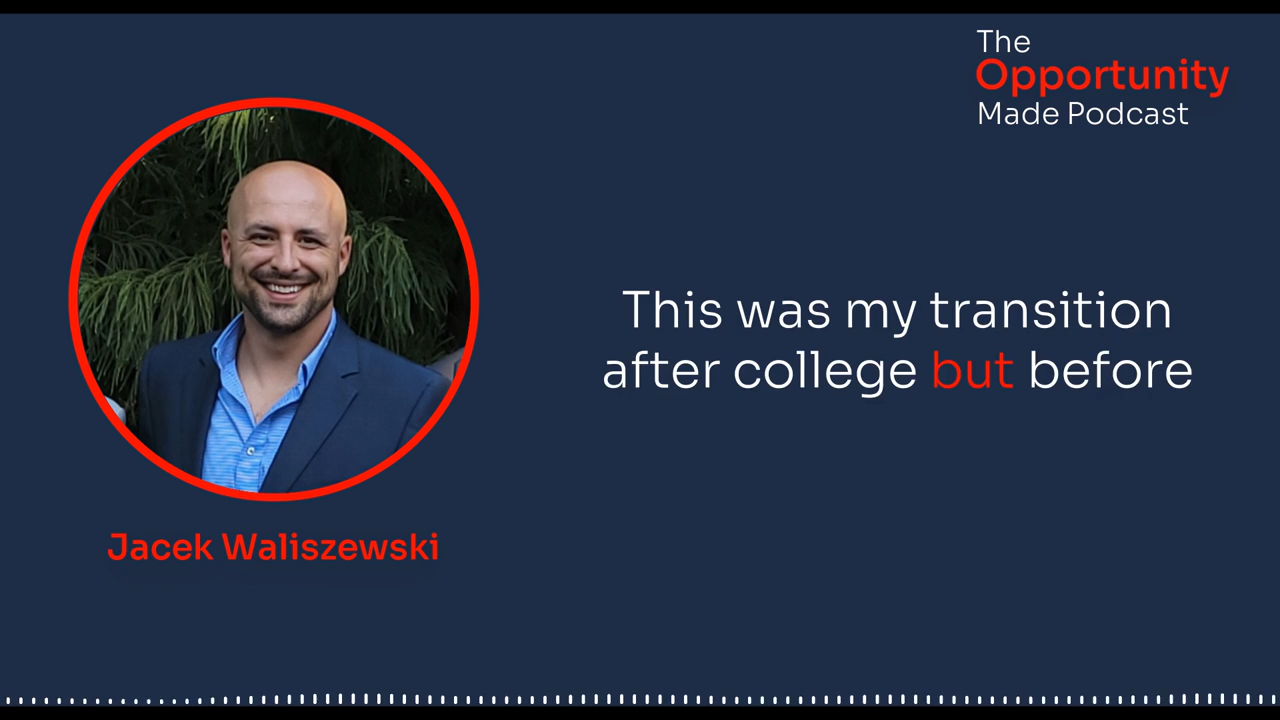 The
Opportunity
Made Podcast
This was my transition
after college but before
Jacek Waliszewski